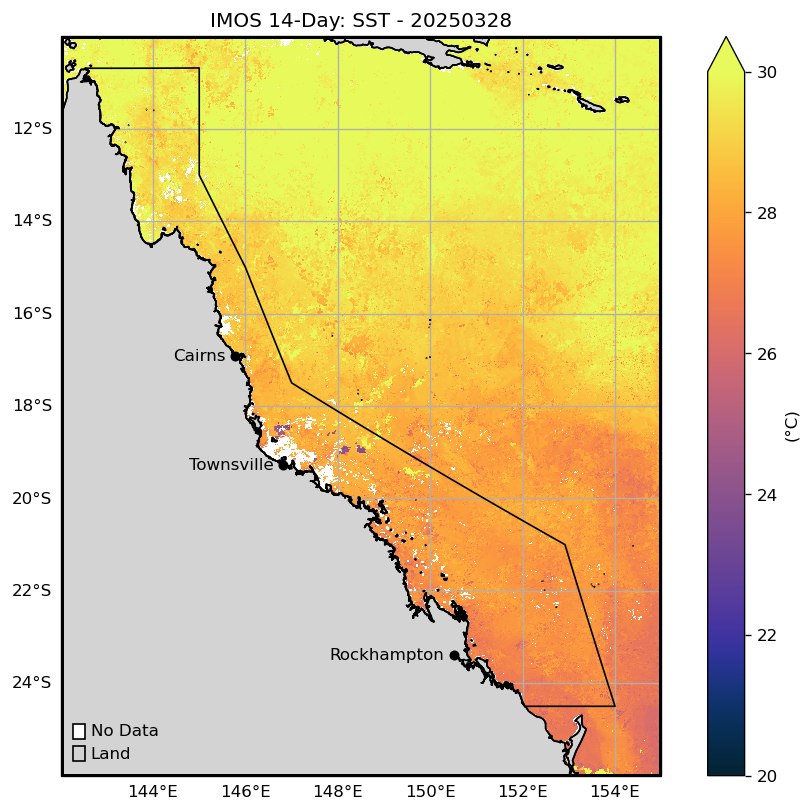 IMOS 14-Day: SST - 20250328
12°S
14°S
16°S
18°S
20°S
22°S
24°S
Cairns
Townsville
Rockhampton
No Data
Land
144°E 146°E 148°E 150°E 152°E 154°E
30
28
26
24
22
20
(°C)